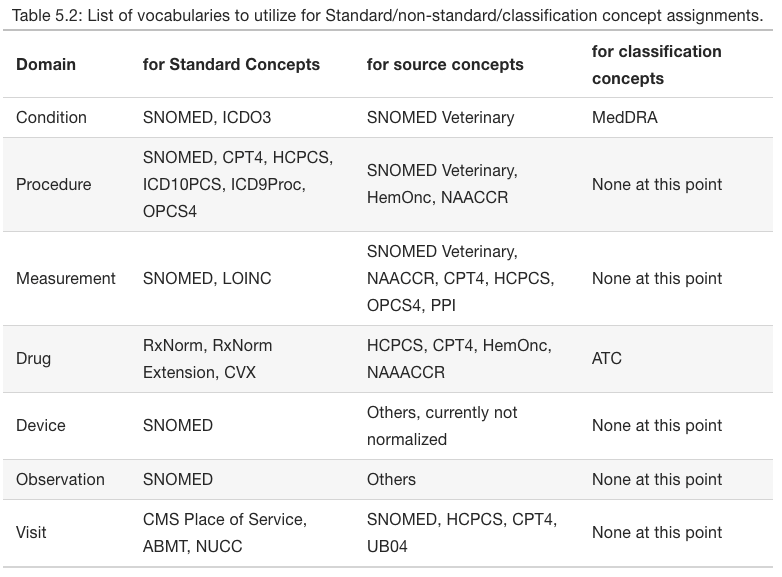 Table 5.2: List of vocabularies to utilize for Standard/non-standard/classification concept assignments.
Domain for Standard Concepts for source concepts for classification concepts
Condition SNOMED, ICDO3 SNOMED Veterinary MedDRA
Procedure SNOMED, CPT4, HCPCS, ICD10PCS, ICD9Proc, OPCS4 SNOMED Veterinary, HemOnc, NAACCR None at this point
Measurement SNOMED, LOINC SNOMED Veterinary, NAACCR, CPT4, HCPCS, OPCS4, PPI None at this point
Drug RxNorm, RxNorm Extension, CVX HCPCS, CPT4, HemOnc, NAAACCR ATC
Device SNOMED Others, currently not normalized None at this point
Observation SNOMED Others None at this point
Visit CMS Place of Service, ABMT, NUCC SNOMED, HCPCS, CPT4, UB04 None at this point